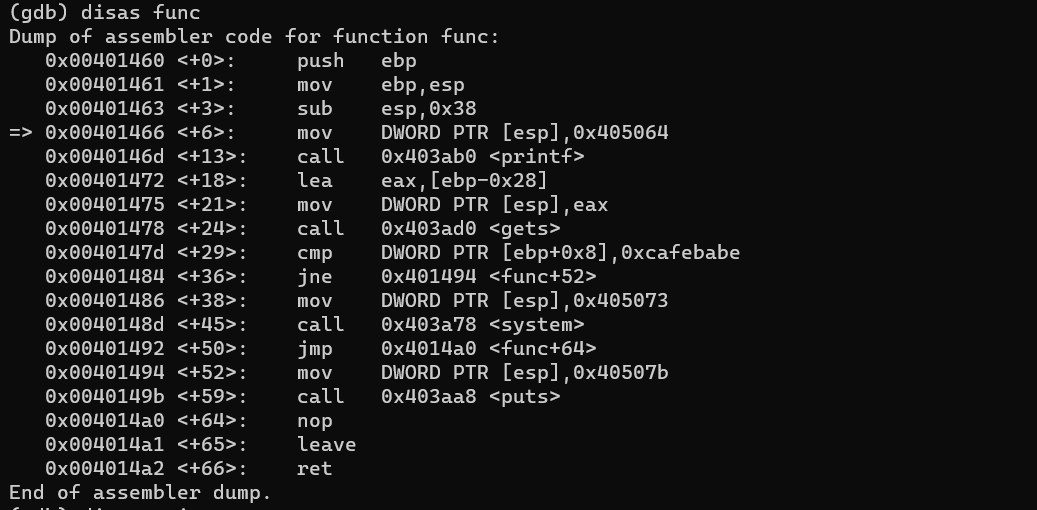 (gdb) disas func
Dump of assembler code for function func:
   0x00401460 <+0>:     push   ebp
   0x00401461 <+1>:     mov    ebp,esp
   0x00401463 <+3>:     sub    esp,0x38
=> 0x00401466 <+6>:     mov    DWORD PTR [esp],0x405064
   0x0040146d <+13>:    call   0x403ab0 <printf>
   0x00401472 <+18>:    lea    eax,[ebp-0x28]
   0x00401475 <+21>:    mov    DWORD PTR [esp],eax
   0x00401478 <+24>:    call   0x403ad0 <gets>
   0x0040147d <+29>:    cmp    DWORD PTR [ebp+0x8],0xcafebabe
   0x00401484 <+36>:    jne    0x401494 <func+52>
   0x00401486 <+38>:    mov    DWORD PTR [esp],0x405073
   0x0040148d <+45>:    call   0x403a78 <system>
   0x00401492 <+50>:    jmp    0x4014a0 <func+64>
   0x00401494 <+52>:    mov    DWORD PTR [esp],0x40507b
   0x0040149b <+59>:    call   0x403aa8 <puts>
   0x004014a0 <+64>:    nop
   0x004014a1 <+65>:    leave
   0x004014a2 <+66>:    ret
End of assembler dump.